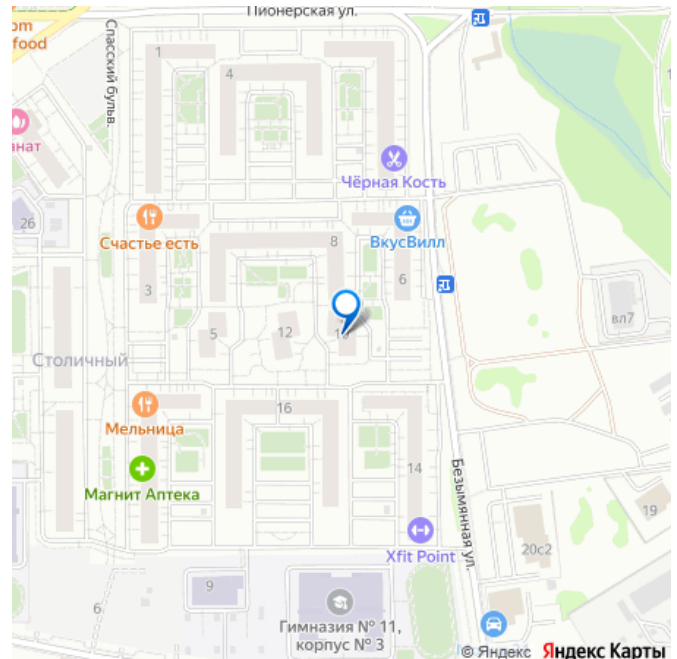 Пионерская ул.
food
Спасский бульв.
1
4
Чёрная Кость
26
Счастье есть
ВкусВилл
8
3
6
5
12
вл7
Столичный
16
Мельница
14
Магнит Аптека
Безымянная ул.
19
Xfit Point
20с2
9
6
Гимназия № 11,
корпус № 3
© Яндекс Яндекс Карты